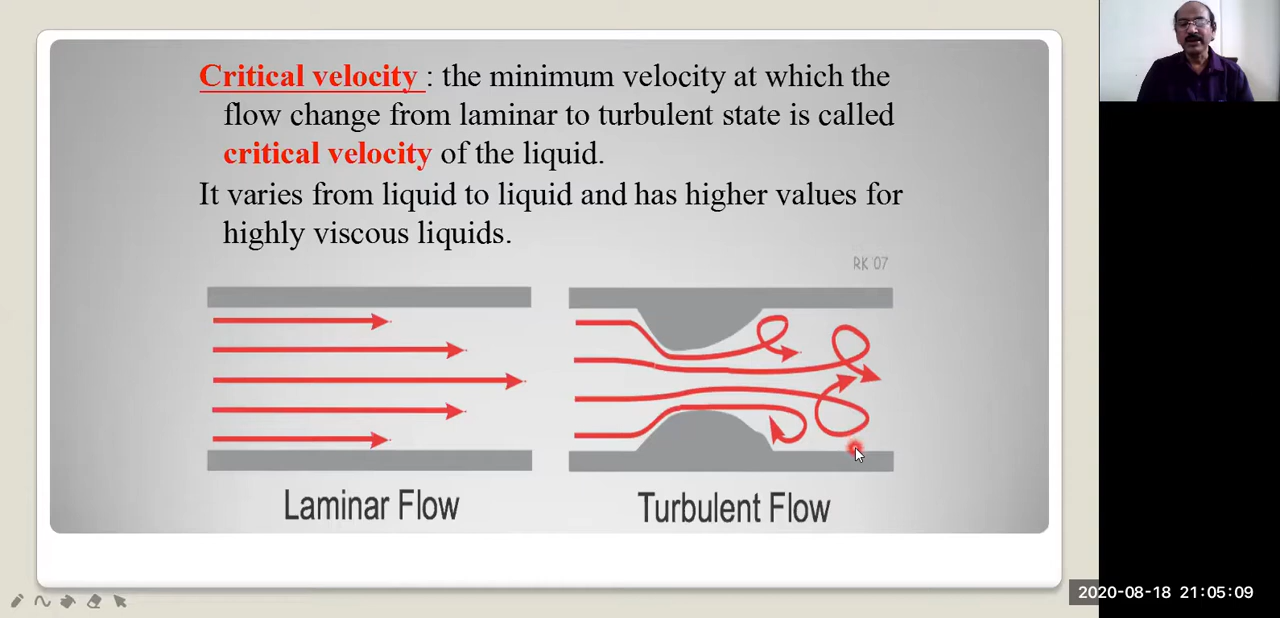 Critical velocity : the minimum velocity at which the
flow change from laminar to turbulent state is called
critical velocity of the liquid.
It varies from liquid to liquid and has higher values for
highly viscous liquids.
RK '07
Laminar Flow
Turbulent Flow
2020-08-18 21:05:09